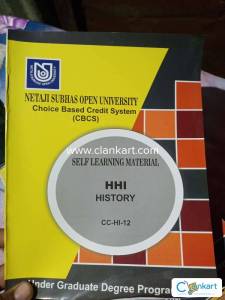 NETAJI SUBHAS OPEN UNIVERSITY
Choice Based Credit System
(CBCS)
©www.clankart.com
SELF LEARNING MATERIAL
HHI
HISTORY
CC-HI-12
Under Graduate Degree Program
Clankart